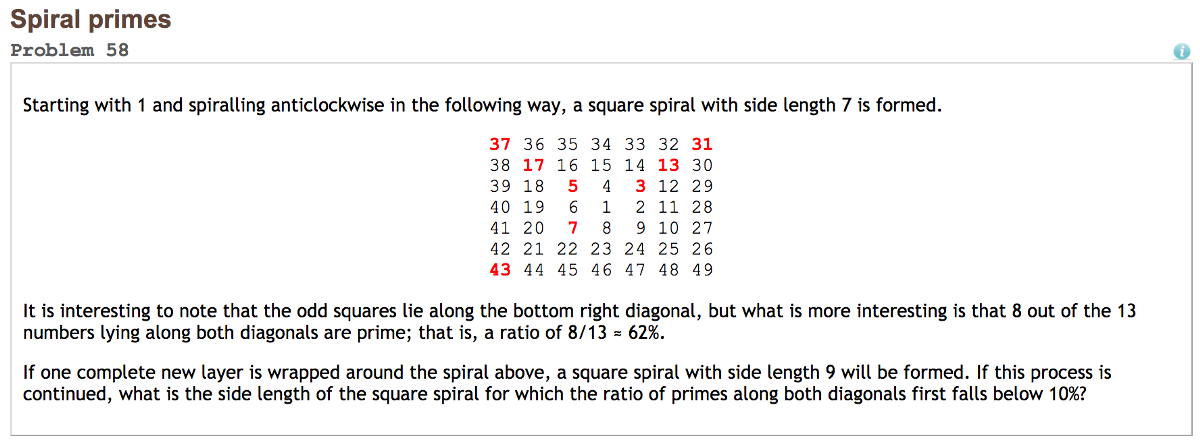 Spiral primes
Problem 58
i
Starting with 1 and spiralling anticlockwise in the following way, a square spiral with side length 7 is formed.
37 36 35 34 33 32 31
38 17 16 15 14 13 30
39 18 5 4 3 12 29
40 19 6 1 2 11 28
41 20 7 8 9 10 27
42 21 22 23 24 25 26
43 44 45 46 47 48 49
It is interesting to note that the odd squares lie along the bottom right diagonal, but what is more interesting is that 8 out of the 13
numbers lying along both diagonals are prime; that is, a ratio of 8/13 ≈ 62%.
If one complete new layer is wrapped around the spiral above, a square spiral with side length 9 will be formed. If this process is
continued, what is the side length of the square spiral for which the ratio of primes along both diagonals first falls below 10%?